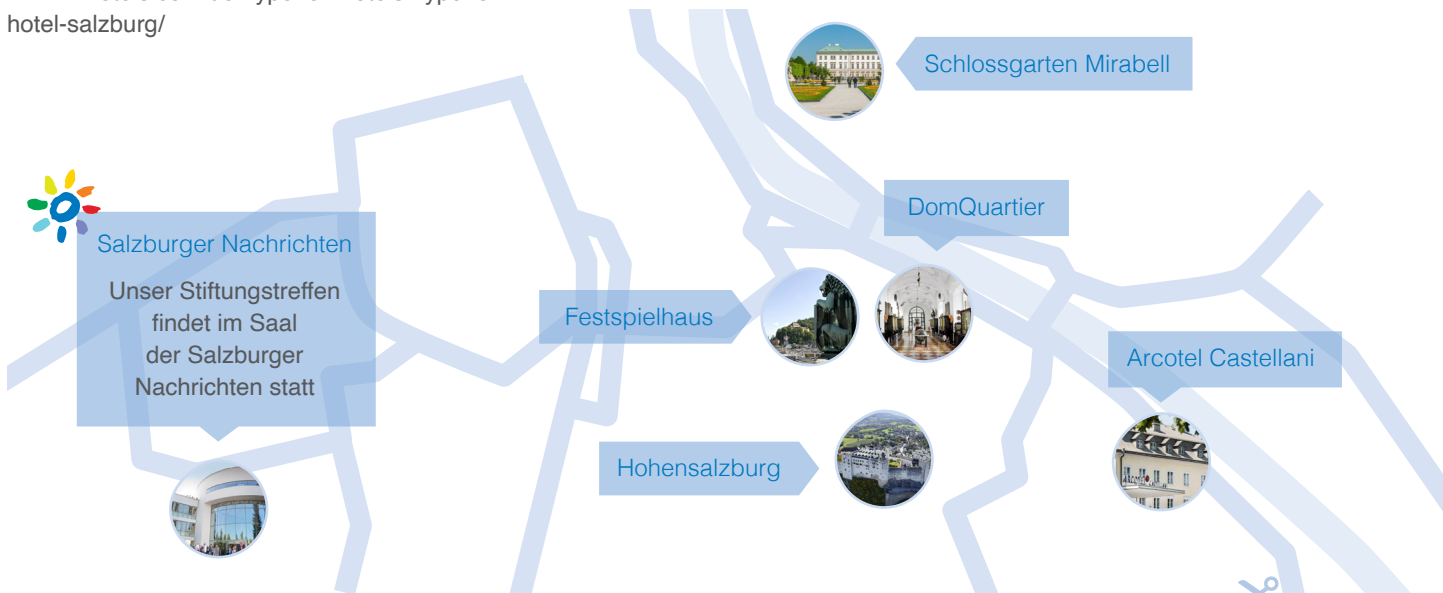 hotel-salzburg/
Schlossgarten Mirabell
DomQuartier
Salzburger Nachrichten
Unser Stiftungstreffen
findet im Saal
der Salzburger
Nachrichten statt
Festspielhaus
Arcotel Castellani
Hohensalzburg